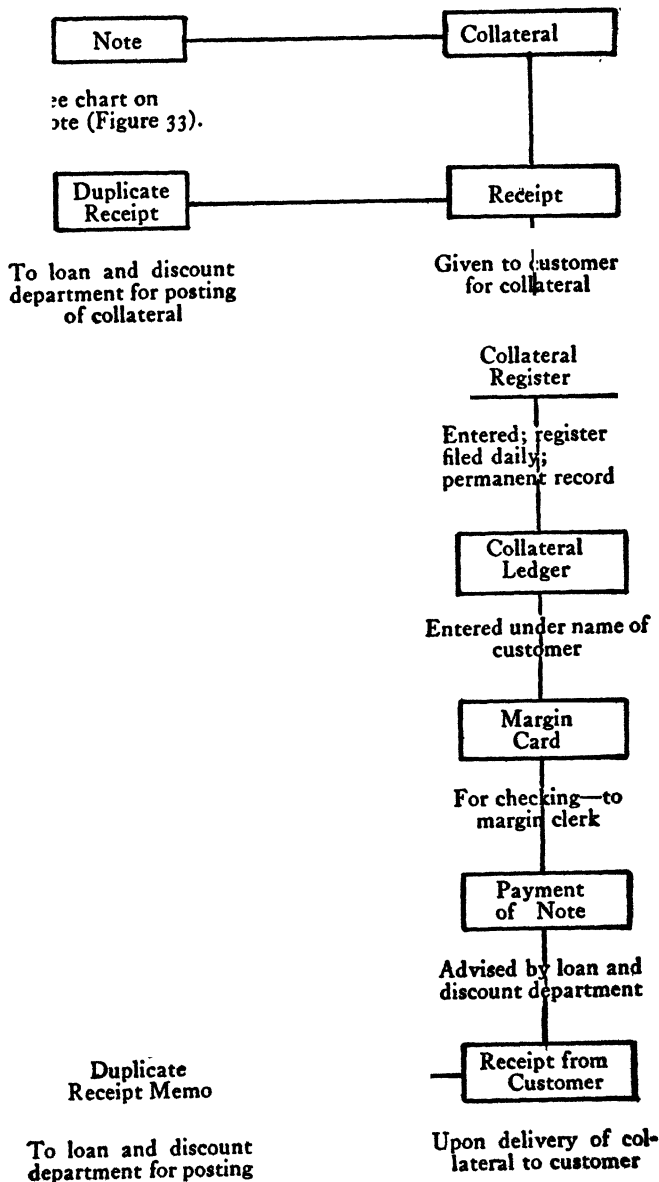 Note
Collateral
ee chart on
ote (Figure 33).
Duplicate
Receipt
Receipt
To loan and discount
department for posting
of collateral
Given to customer
for collateral
Collateral
Register
Entered; register
filed daily;
permanent record
Collateral
Ledger
Entered under name of
customer
Margin
Card
For checking—to
margin clerk
Payment
of Note
Advised by loan and
discount department
Duplicate
Receipt Memo
Receipt from
Customer
To loan and discount
department for posting
Upon delivery of col-
lateral to customer